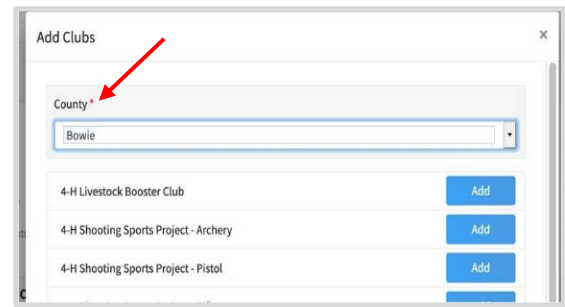 Add Clubs
×
County *
Bowie
4-H Livestock Booster Club Add
4-H Shooting Sports Project - Archery Add
4-H Shooting Sports Project - Pistol Add